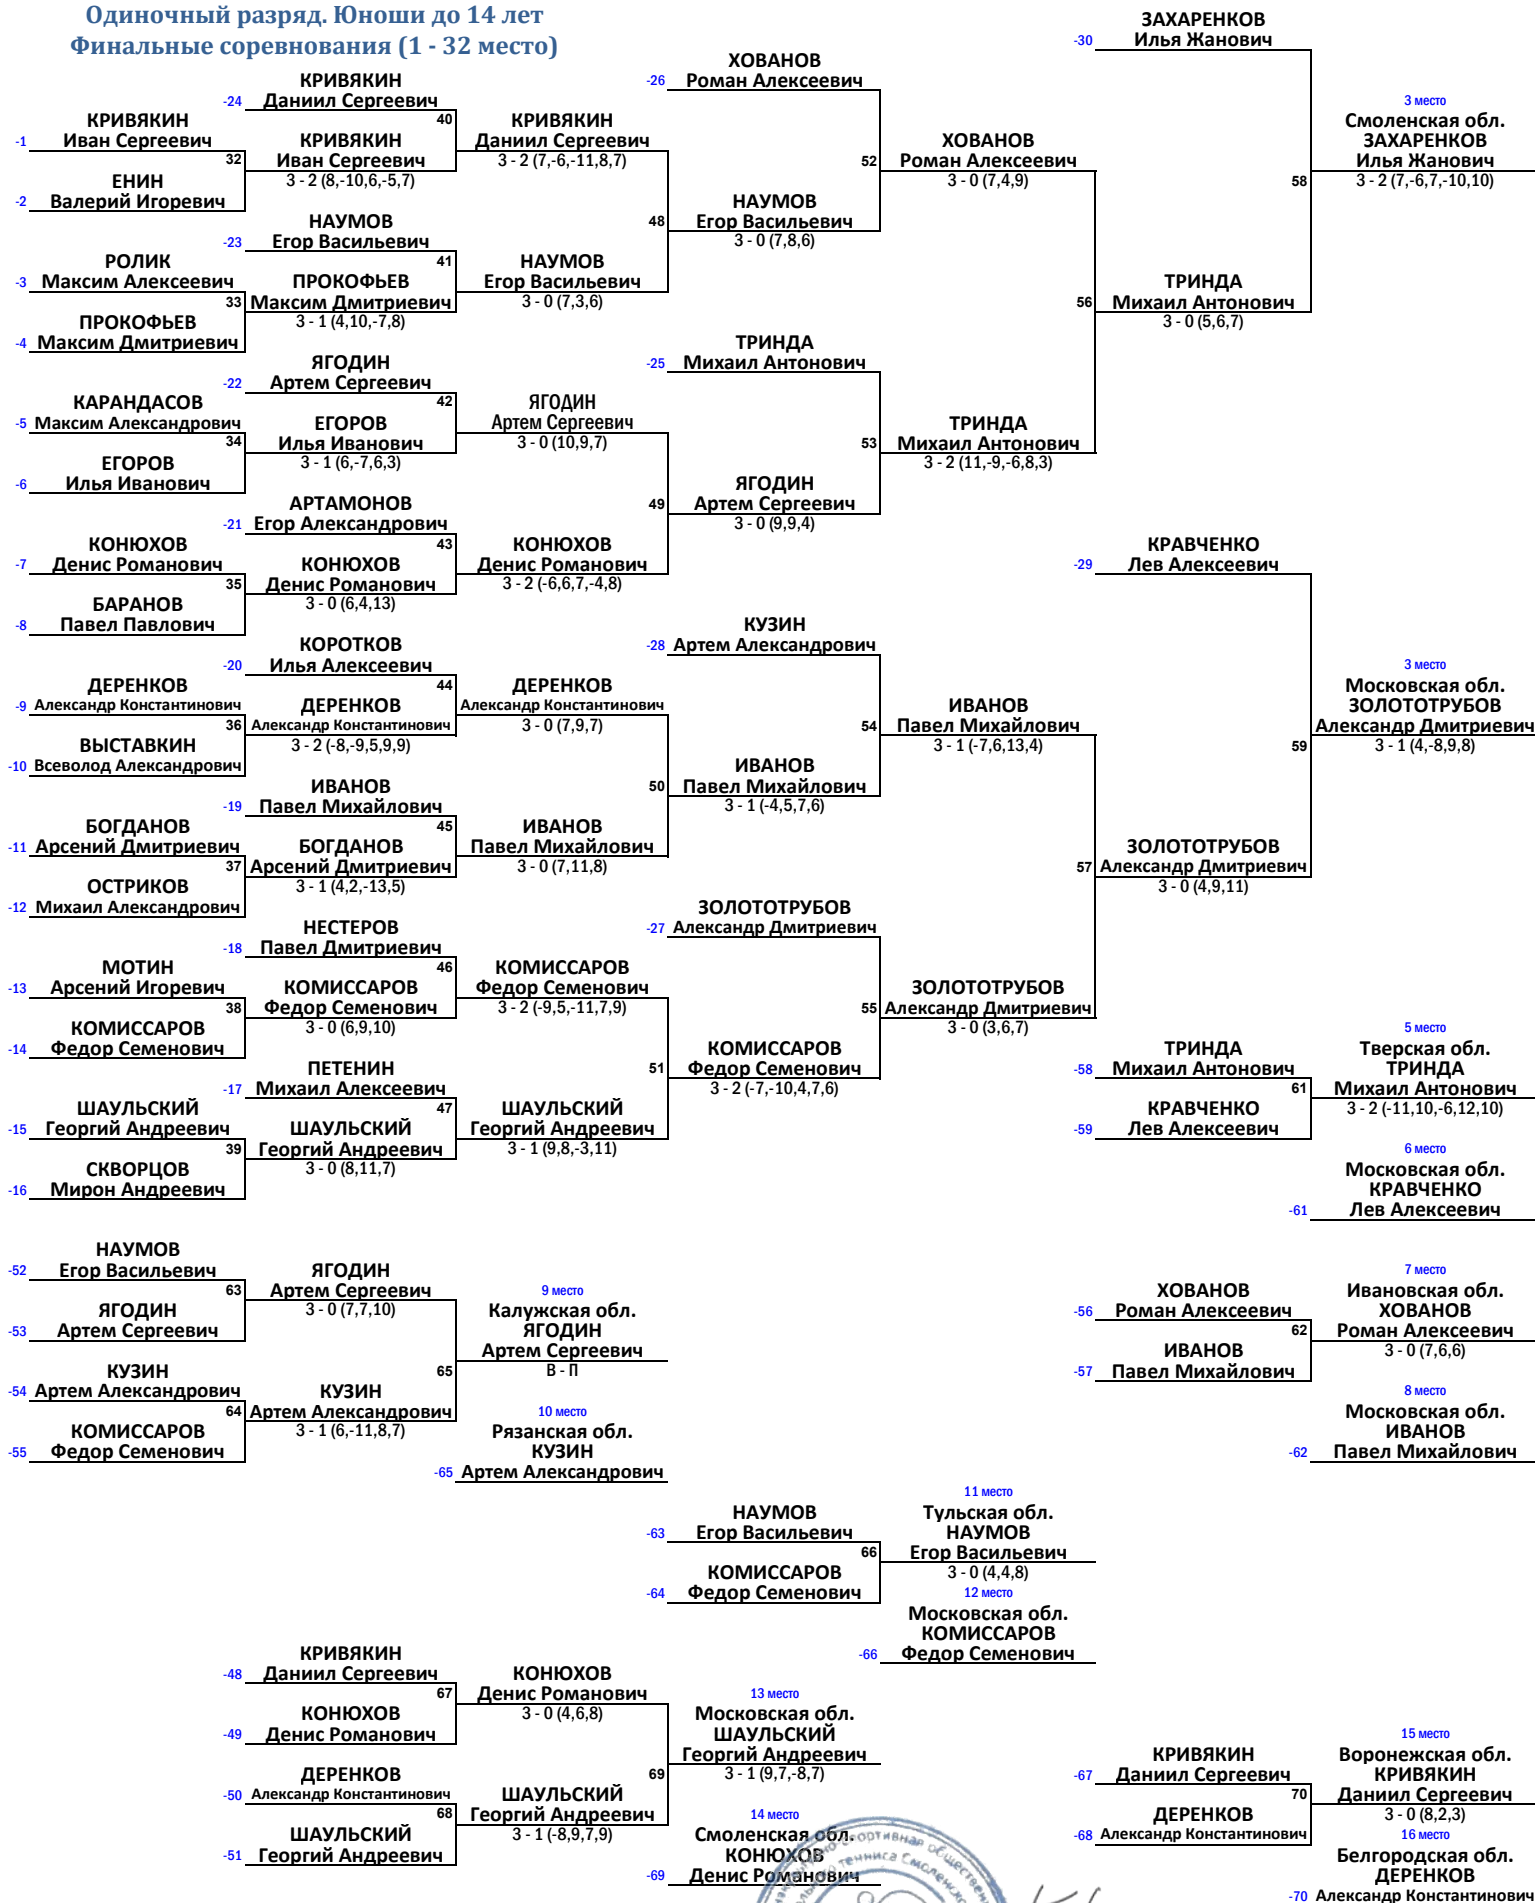 Одиночный разряд. Юноши до 14 лет
Финальные соревнования (1 - 32 место)
-1
КРИВЯКИН
Иван Сергеевич
32
-2
ЕНИН
Валерий Игоревич
-3
РОЛИК
Максим Алексеевич
33
-4
ПРОКОФЬЕВ
Максим Дмитриевич
-5
КАРАНДАСОВ
Максим Александрович
34
-6
ЕГОРОВ
Илья Иванович
-7
КОНЮХОВ
Денис Романович
35
-8
БАРАНОВ
Павел Павлович
-9
ДЕРЕНКОВ
Александр Константинович
36
-10
ВЫСТАВКИН
Всеволод Александрович
-11
БОГДАНОВ
Арсений Дмитриевич
37
-12
ОСТРИКОВ
Михаил Александрович
-13
МОТИН
Арсений Игоревич
38
-14
КОМИССАРОВ
Федор Семенович
-15
ШАУЛЬСКИЙ
Георгий Андреевич
39
-16
СКВОРЦОВ
Мирон Андреевич
-24
КРИВЯКИН
Даниил Сергеевич
40
КРИВЯКИН
Иван Сергеевич
3 - 2 (8,-10,6,-5,7)
-23
НАУМОВ
Егор Васильевич
41
ПРОКОФЬЕВ
Максим Дмитриевич
3 - 1 (4,10,-7,8)
-22
ЯГОДИН
Артем Сергеевич
42
ЕГОРОВ
Илья Иванович
3 - 1 (6,-7,6,3)
-21
АРТАМОНОВ
Егор Александрович
43
КОНЮХОВ
Денис Романович
3 - 0 (6,4,13)
-20
КОРОТКОВ
Илья Алексеевич
44
ДЕРЕНКОВ
Александр Константинович
3 - 2 (-8,-9,5,9,9)
-19
ИВАНОВ
Павел Михайлович
45
БОГДАНОВ
Арсений Дмитриевич
3 - 1 (4,2,-13,5)
-18
НЕСТЕРОВ
Павел Дмитриевич
46
КОМИССАРОВ
Федор Семенович
3 - 0 (6,9,10)
-17
ПЕТЕНИН
Михаил Алексеевич
47
ШАУЛЬСКИЙ
Георгий Андреевич
3 - 0 (8,11,7)
КРИВЯКИН
Даниил Сергеевич
3 - 2 (7,-6,-11,8,7)
48
НАУМОВ
Егор Васильевич
3 - 0 (7,3,6)
ЯГОДИН
Артем Сергеевич
3 - 0 (10,9,7)
49
КОНЮХОВ
Денис Романович
3 - 2 (-6,6,7,-4,8)
ДЕРЕНКОВ
Александр Константинович
3 - 0 (7,9,7)
50
ИВАНОВ
Павел Михайлович
3 - 0 (7,11,8)
КОМИССАРОВ
Федор Семенович
3 - 2 (-9,5,-11,7,9)
51
ШАУЛЬСКИЙ
Георгий Андреевич
3 - 1 (9,8,-3,11)
-26
ХОВАНОВ
Роман Алексеевич
52
НАУМОВ
Егор Васильевич
3 - 0 (7,8,6)
-25
ТРИНДА
Михаил Антонович
53
ЯГОДИН
Артем Сергеевич
3 - 0 (9,9,4)
-28
КУЗИН
Артем Александрович
54
ИВАНОВ
Павел Михайлович
3 - 1 (-4,5,7,6)
-27
ЗОЛОТОТРУБОВ
Александр Дмитриевич
55
КОМИССАРОВ
Федор Семенович
3 - 2 (-7,-10,4,7,6)
ХОВАНОВ
Роман Алексеевич
3 - 0 (7,4,9)
56
ТРИНДА
Михаил Антонович
3 - 2 (11,-9,-6,8,3)
ИВАНОВ
Павел Михайлович
3 - 1 (-7,6,13,4)
57
ЗОЛОТОТРУБОВ
Александр Дмитриевич
3 - 0 (3,6,7)
-30
ЗАХАРЕНКОВ
Илья Жанович
58
ТРИНДА
Михаил Антонович
3 - 0 (5,6,7)
-29
КРАВЧЕНКО
Лев Алексеевич
59
ЗОЛОТОТРУБОВ
Александр Дмитриевич
3 - 0 (4,9,11)
3 место
Смоленская обл.
ЗАХАРЕНКОВ
Илья Жанович
3 - 2 (7,-6,7,-10,10)
3 место
Московская обл.
ЗОЛОТОТРУБОВ
Александр Дмитриевич
3 - 1 (4,-8,9,8)
-58
ТРИНДА
Михаил Антонович
61
-59
КРАВЧЕНКО
Лев Алексеевич
5 место
Тверская обл.
ТРИНДА
Михаил Антонович
3 - 2 (-11,10,-6,12,10)
6 место
Московская обл.
КРАВЧЕНКО
-61
Лев Алексеевич
-52
НАУМОВ
Егор Васильевич
63
-53
ЯГОДИН
Артем Сергеевич
-54
КУЗИН
Артем Александрович
64
-55
КОМИССАРОВ
Федор Семенович
ЯГОДИН
Артем Сергеевич
3 - 0 (7,7,10)
65
КУЗИН
Артем Александрович
3 - 1 (6,-11,8,7)
9 место
Калужская обл.
ЯГОДИН
Артем Сергеевич
В - П
10 место
Рязанская обл.
КУЗИН
-65
Артем Александрович
-56
ХОВАНОВ
Роман Алексеевич
62
-57
ИВАНОВ
Павел Михайлович
7 место
Ивановская обл.
ХОВАНОВ
Роман Алексеевич
3 - 0 (7,6,6)
8 место
Московская обл.
ИВАНОВ
-62
Павел Михайлович
-63
НАУМОВ
Егор Васильевич
66
-64
КОМИССАРОВ
Федор Семенович
11 место
Тульская обл.
НАУМОВ
Егор Васильевич
3 - 0 (4,4,8)
12 место
Московская обл.
КОМИССАРОВ
-66
Федор Семенович
-48
КРИВЯКИН
Даниил Сергеевич
67
-49
КОНЮХОВ
Денис Романович
-50
ДЕРЕНКОВ
Александр Константинович
68
-51
ШАУЛЬСКИЙ
Георгий Андреевич
КОНЮХОВ
Денис Романович
3 - 0 (4,6,8)
69
ШАУЛЬСКИЙ
Георгий Андреевич
3 - 1 (-8,9,7,9)
13 место
Московская обл.
ШАУЛЬСКИЙ
Георгий Андреевич
3 - 1 (9,7,-8,7)
14 место
Смоленская обл.
КОНЮХОВ
-69
Денис Романович
-67
КРИВЯКИН
Даниил Сергеевич
70
-68
ДЕРЕНКОВ
Александр Константинович
15 место
Воронежская обл.
КРИВЯКИН
Даниил Сергеевич
3 - 0 (8,2,3)
16 место
Белгородская обл.
ДЕРЕНКОВ
-70
Александр Константинович